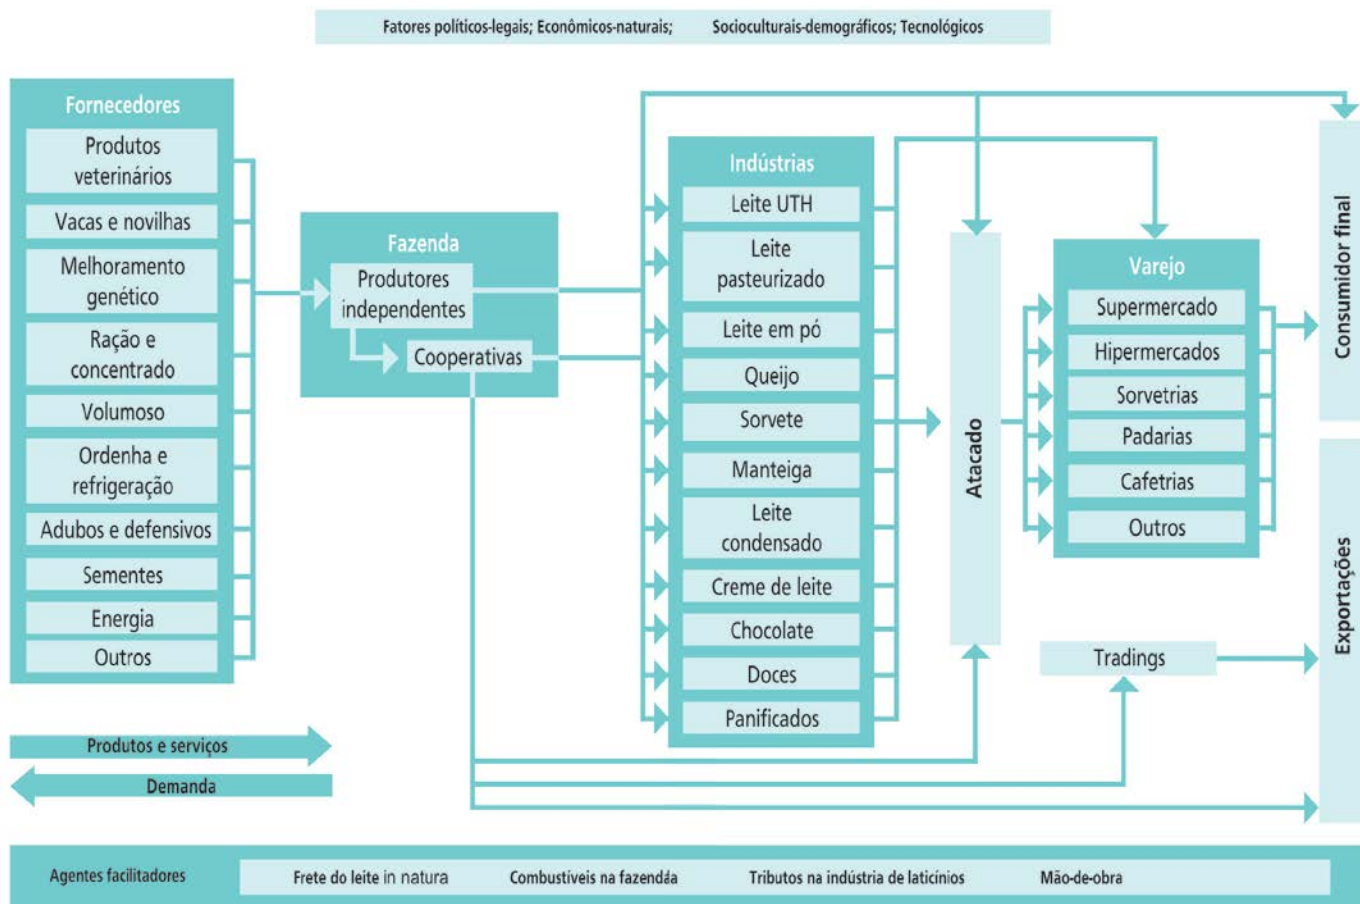 Fatores políticos-legais; Econômicos-naturais; Socioculturais-demográficos; Tecnológicos
Fornecedores
Produtos
veterinários
Vacas e novilhas
Melhoramento
genético
Ração e
concentrado
Volumoso
Ordenha e
refrigeração
Adubos e defensivos
Sementes
Energia
Outros
Fazenda
Produtores
independentes
Cooperativas
Indústrias
Leite UTH
Leite
pasteurizado
Leite em pó
Queijo
Sorvete
Manteiga
Leite
condensado
Creme de leite
Chocolate
Doces
Panificados
Atacado
Varejo
Supermercado
Hipermercados
Sorvetrias
Padarias
Cafetrias
Outros
Tradings
Consumidor final
Exportações
Produtos e serviços
Demanda
Agentes facilitadores
Frete do leite in natura
Combustíveis na fazendáa
Tributos na indústria de laticínios
Mão-de-obra